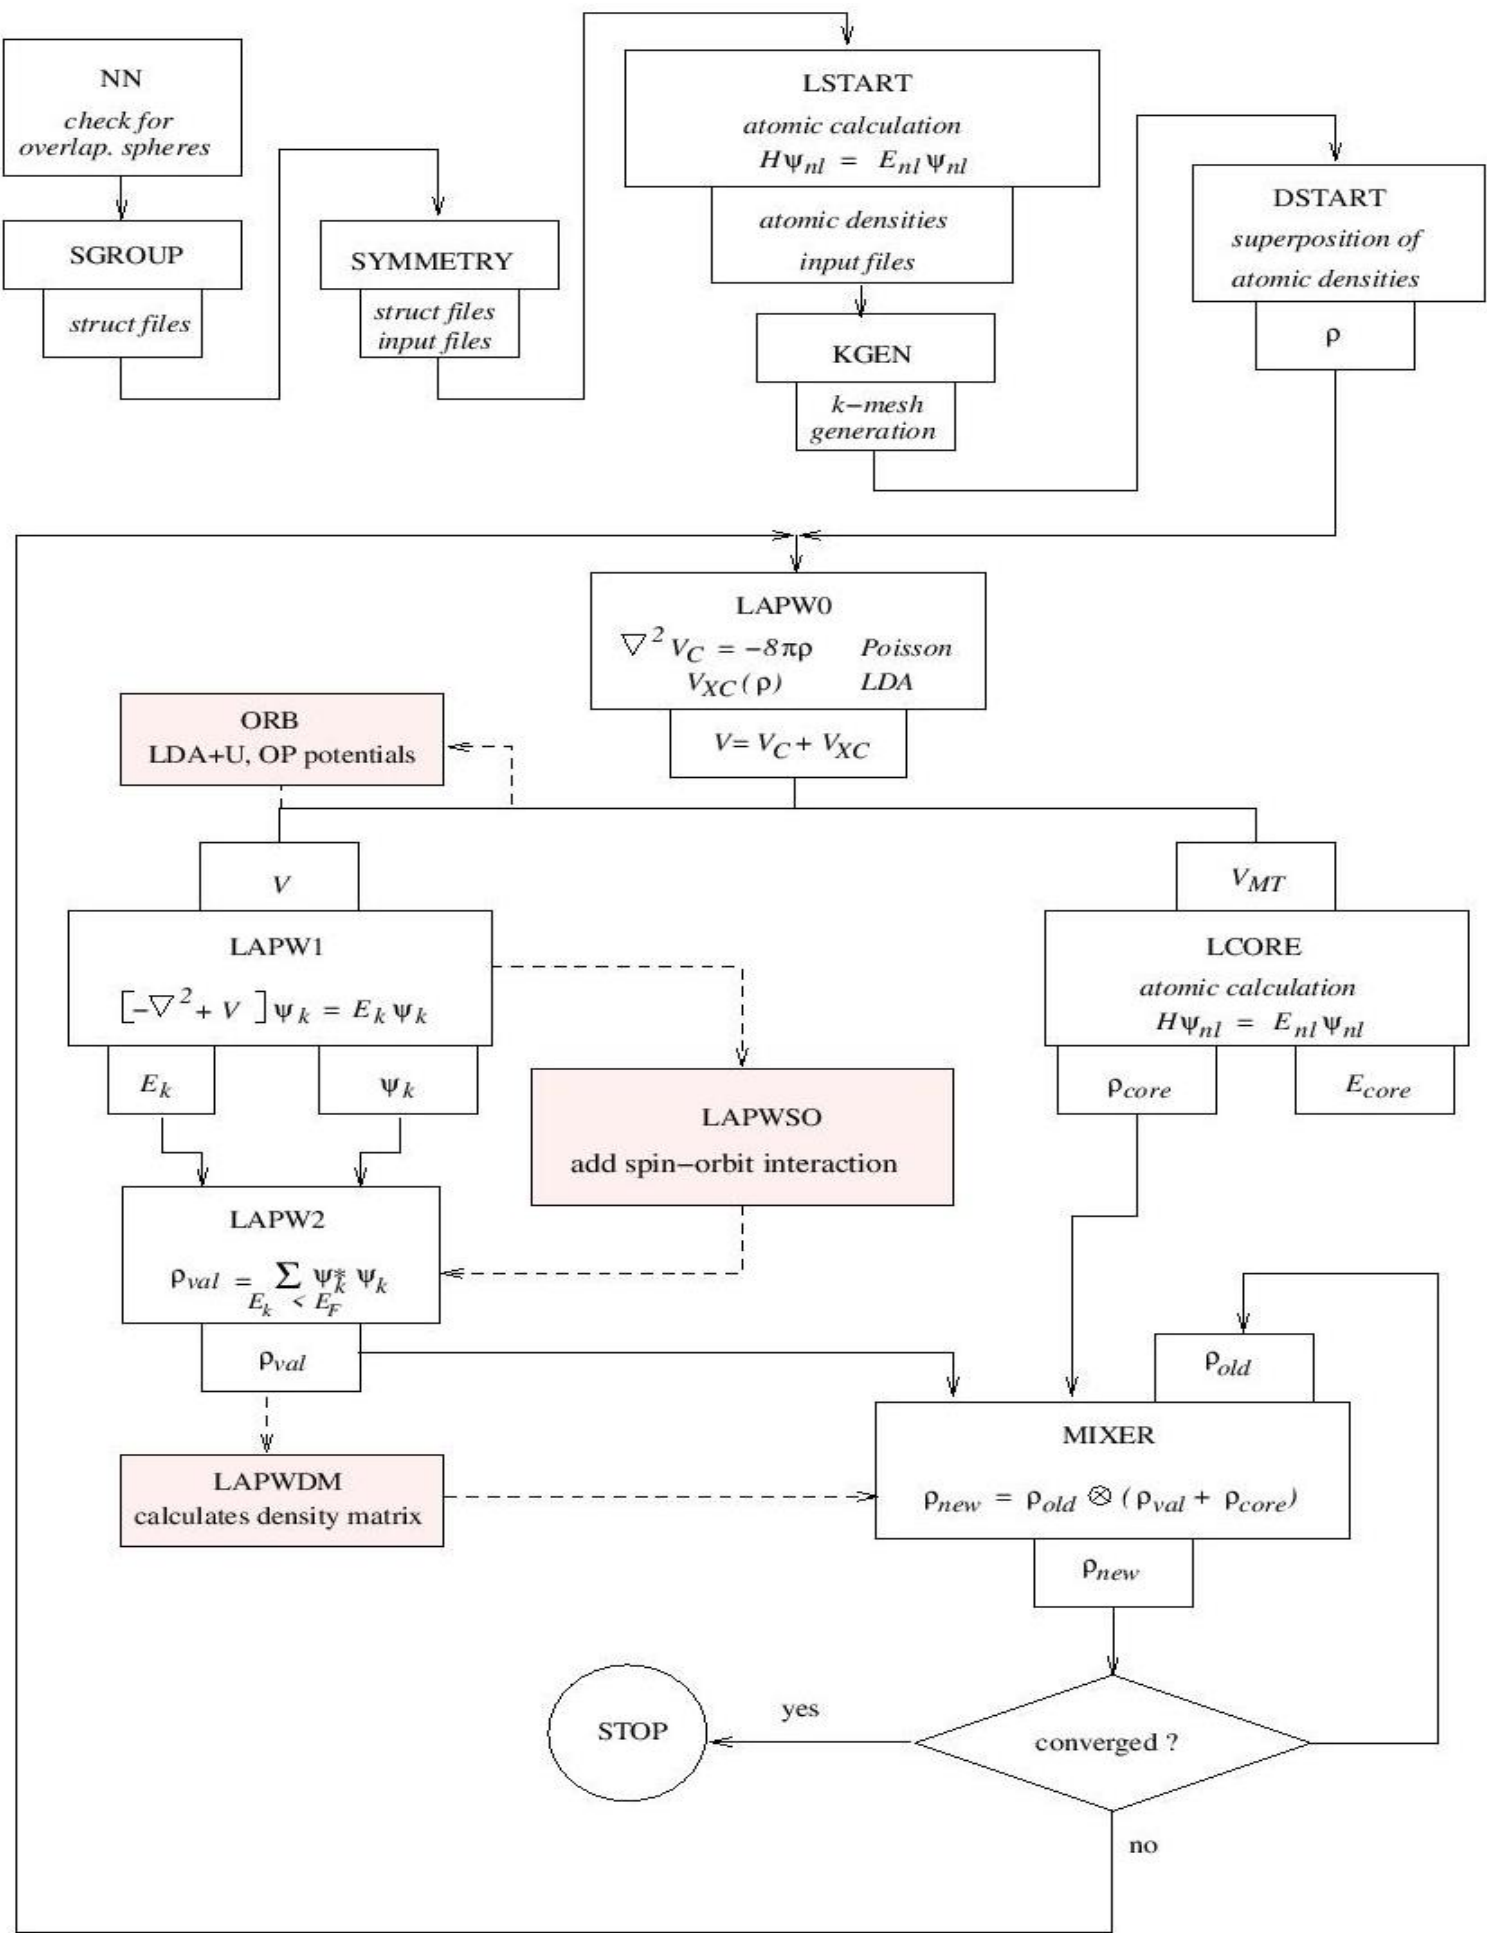 NN
check for
overlap. spheres
SGROUP
struct files
SYMMETRY
struct files
input files
LSTART
atomic calculation
Hψnl = Enl ψnl
atomic densities
input files
KGEN
k−mesh
generation
DSTART
superposition of
atomic densities
ρ
LAPW0
▽² VC = −8πρ Poisson
VXC(ρ) LDA
V= VC + VXC
ORB
LDA+U, OP potentials
V
LAPW1
[−▽² + V ] ψk = Ek ψk
Ek
ψk
VMT
LCORE
atomic calculation
Hψnl = Enl ψnl
ρcore
Ecore
LAPWSO
add spin−orbit interaction
LAPW2
ρval = Σ ψk* ψk
Ek < EF
ρval
LAPWDM
calculates density matrix
ρold
MIXER
ρnew = ρold ⊗ (ρval + ρcore)
ρnew
converged ?
yes
STOP
no